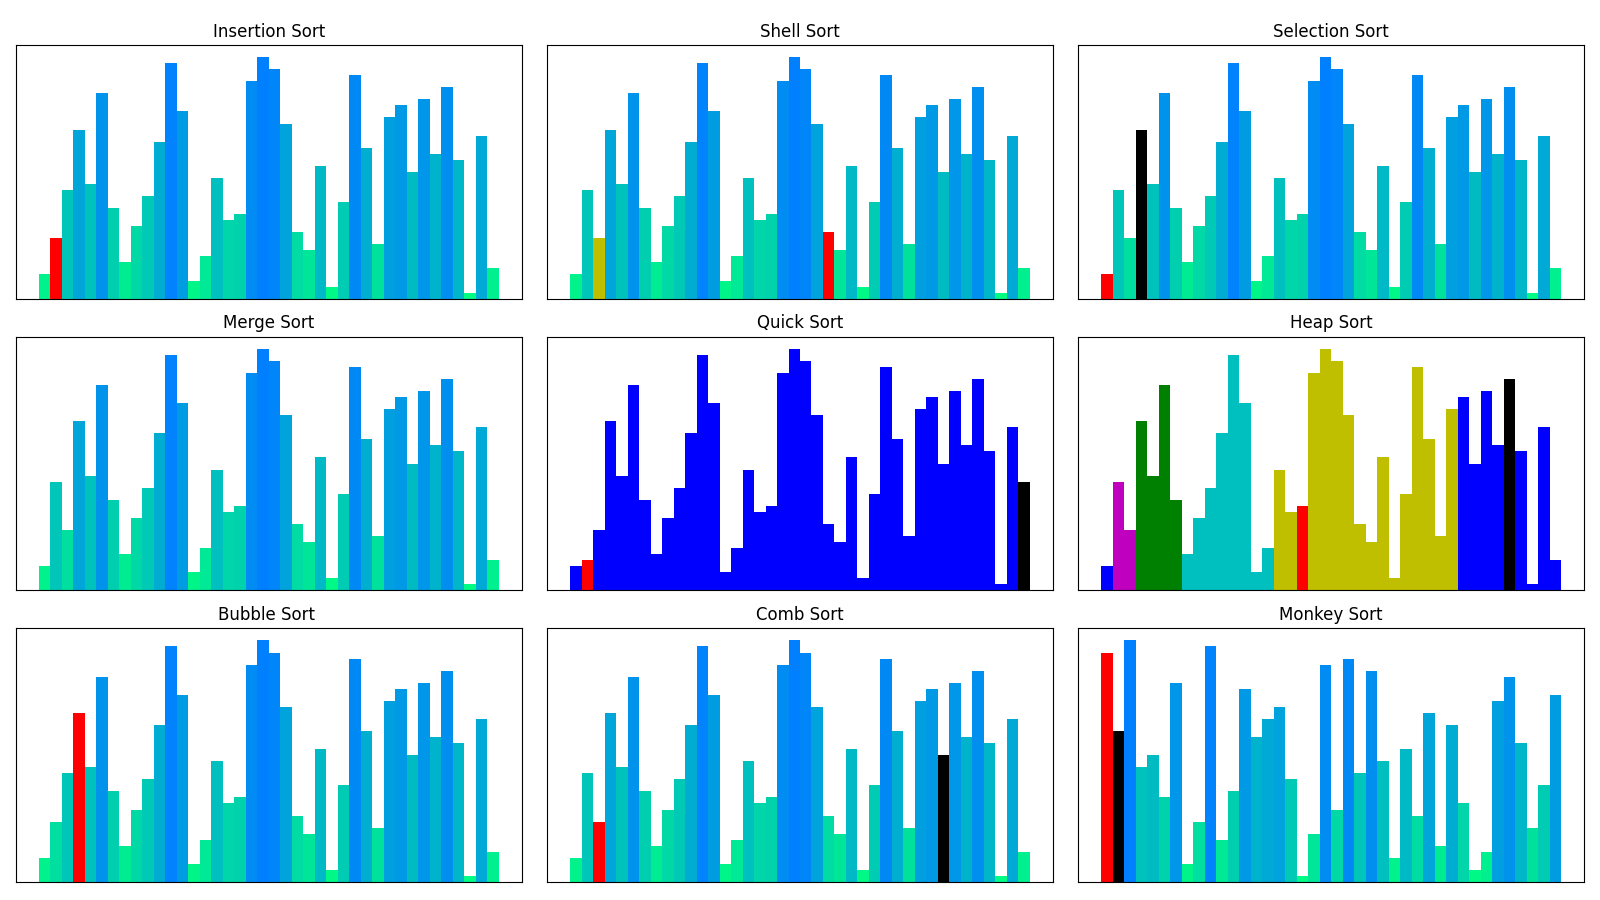 Insertion Sort
Shell Sort
Selection Sort
Merge Sort
Quick Sort
Heap Sort
Bubble Sort
Comb Sort
Monkey Sort